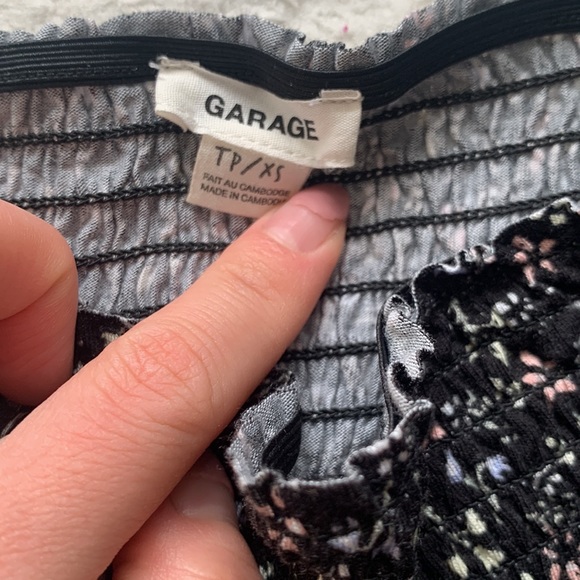 GARAGE
TP/XS
FAIT AU CAMBODGE
MADE IN CAMBODIA